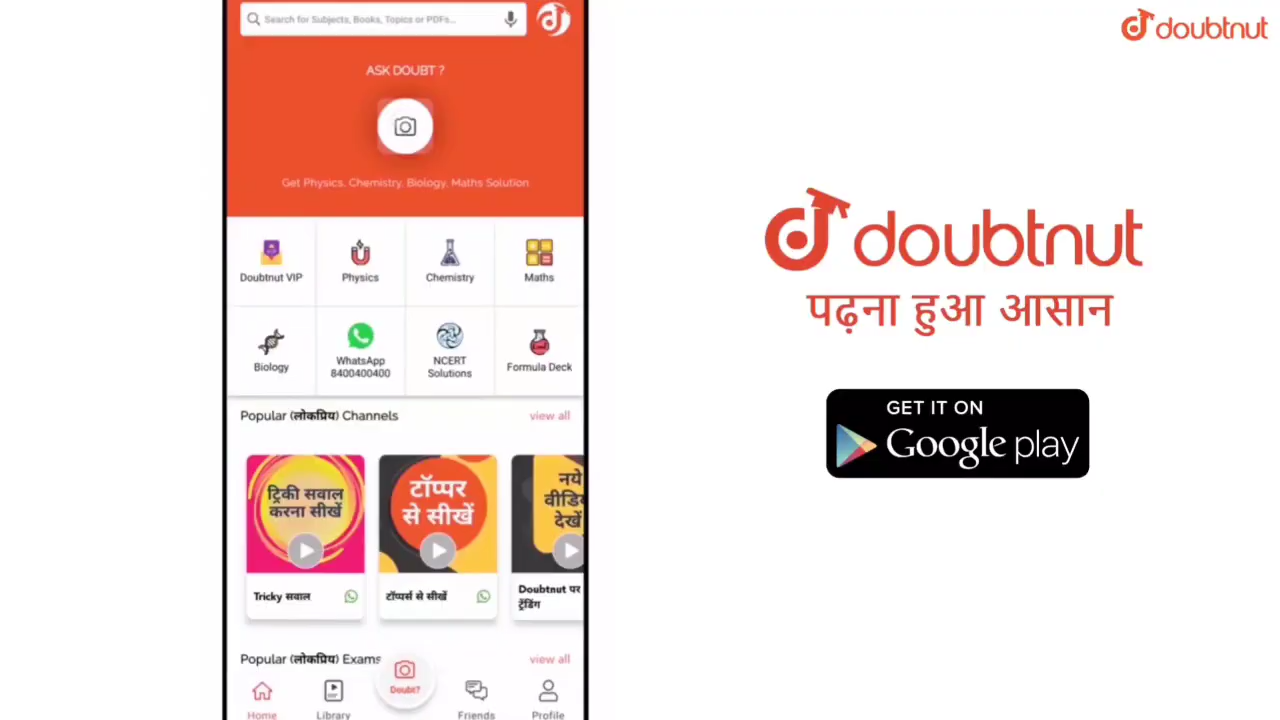 Search for Subjects, Books, Topics or PDFs...
doubtnut
ASK DOUBT ?
Get Physics, Chemistry, Biology, Maths Solution
Doubtnut VIP
Physics
Chemistry
Maths
Biology
WhatsApp
8400400400
NCERT
Solutions
Formula Deck
Popular (लोकप्रिय) Channels
view all
ट्रिकी सवाल
करना सीखें
टॉप्पर
से सीखें
नये
वीडि
देखें
Tricky सवाल
टॉप्पर्स से सीखें
Doubtnut पर
ट्रेंडिंग
Popular (लोकप्रिय) Exams
view all
Home
Library
Doubt?
Friends
Profile
doubtnut
पढ़ना हुआ आसान
GET IT ON
Google play